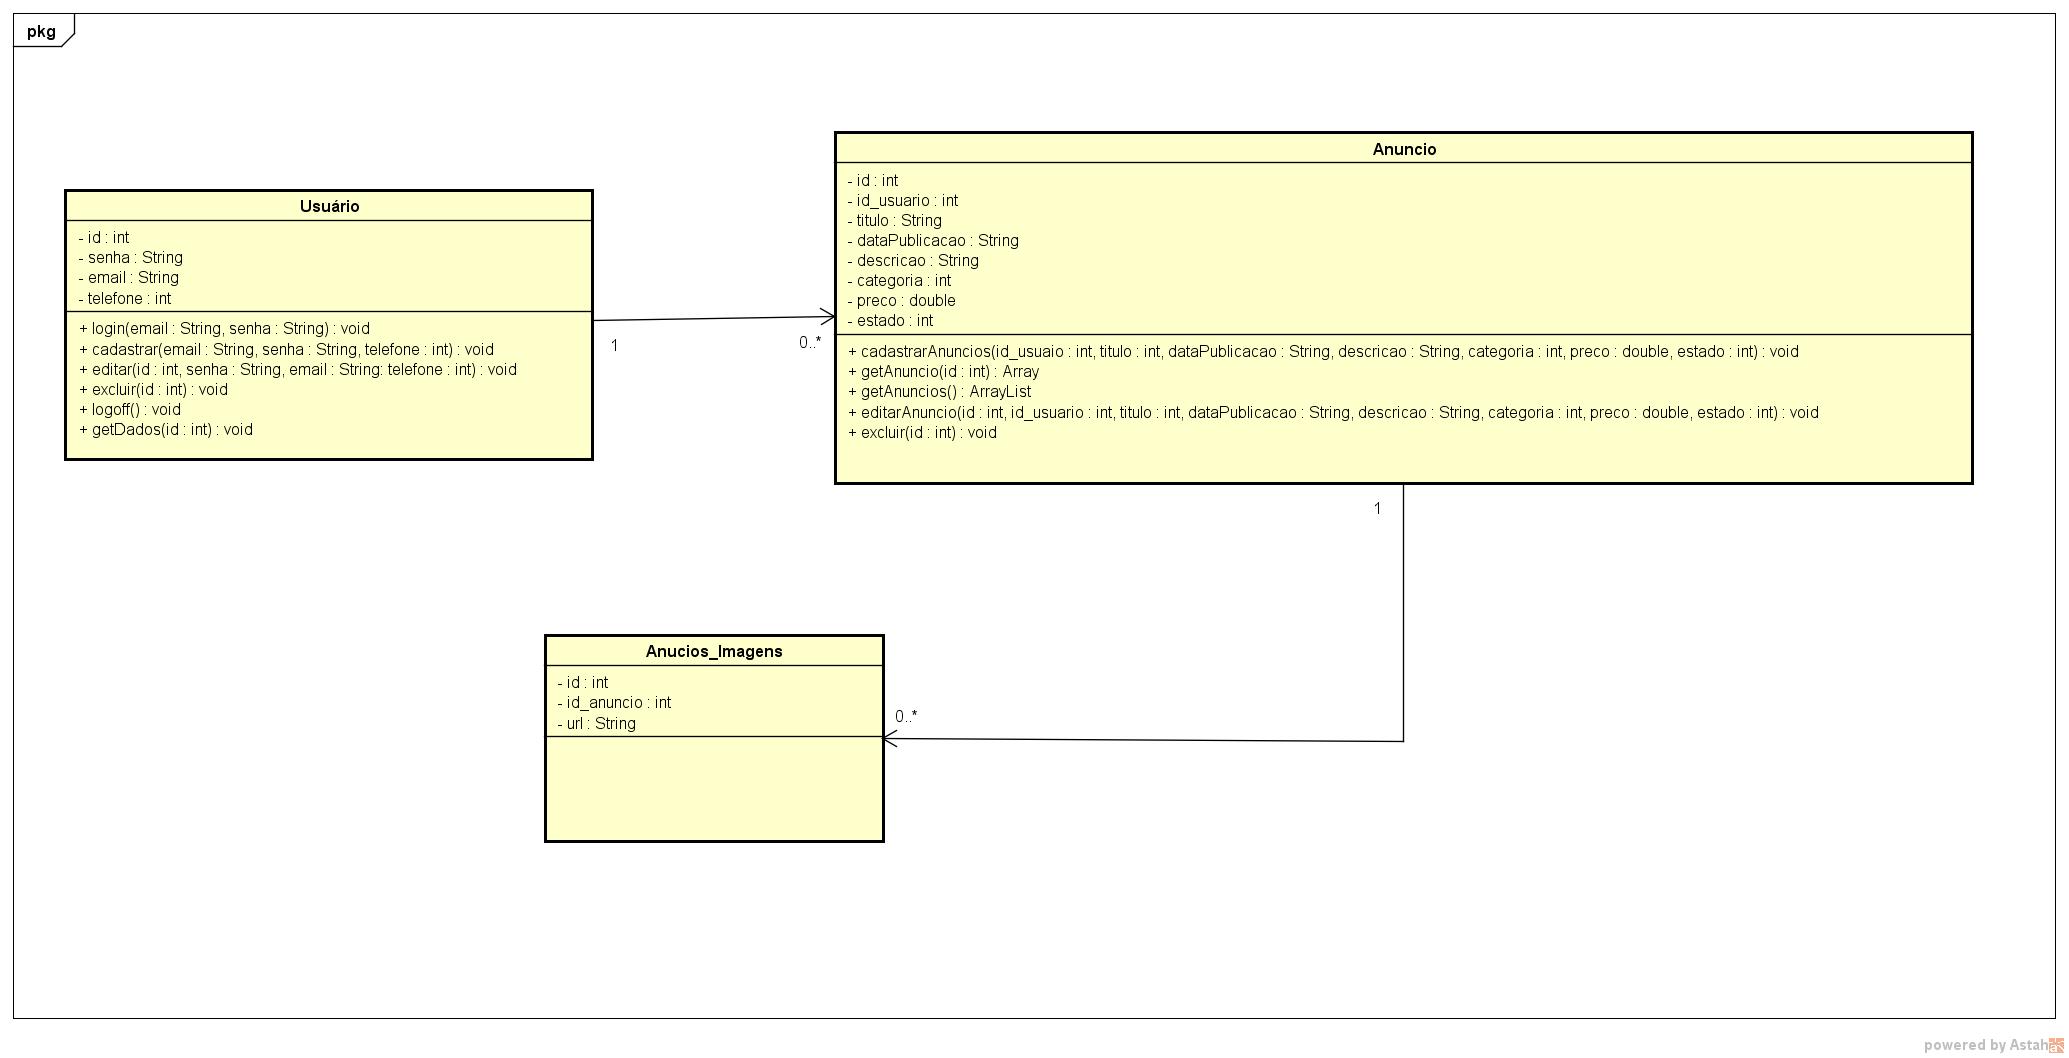 pkg
Usuário
- id : int
- senha : String
- email : String
- telefone : int
+ login(email : String, senha : String) : void
+ cadastrar(email : String, senha : String, telefone : int) : void
+ editar(id : int, senha : String, email : String: telefone : int) : void
+ excluir(id : int) : void
+ logoff() : void
+ getDados(id : int) : void
1
0..*
Anuncio
- id : int
- id_usuario : int
- titulo : String
- dataPublicacao : String
- descricao : String
- categoria : int
- preco : double
- estado : int
+ cadastrarAnuncios(id_usuaio : int, titulo : int, dataPublicacao : String, descricao : String, categoria : int, preco : double, estado : int) : void
+ getAnuncio(id : int) : Array
+ getAnuncios() : ArrayList
+ editarAnuncio(id : int, id_usuario : int, titulo : int, dataPublicacao : String, descricao : String, categoria : int, preco : double, estado : int) : void
+ excluir(id : int) : void
1
0..*
Anucios_Imagens
- id : int
- id_anuncio : int
- url : String
powered by Astah